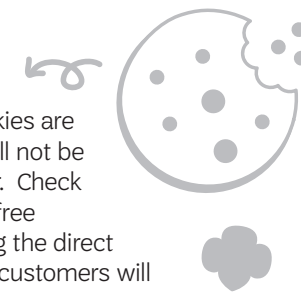 kies are
ll not be
. Check
free
g the direct
customers will